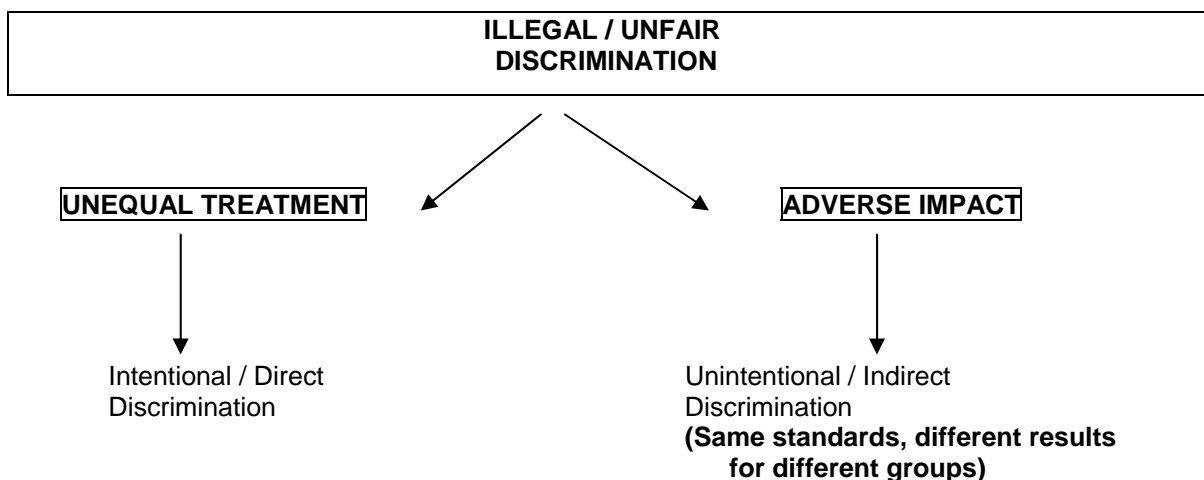 ILLEGAL / UNFAIR
DISCRIMINATION
UNEQUAL TREATMENT
ADVERSE IMPACT
Intentional / Direct
Discrimination
Unintentional / Indirect
Discrimination
(Same standards, different results
for different groups)